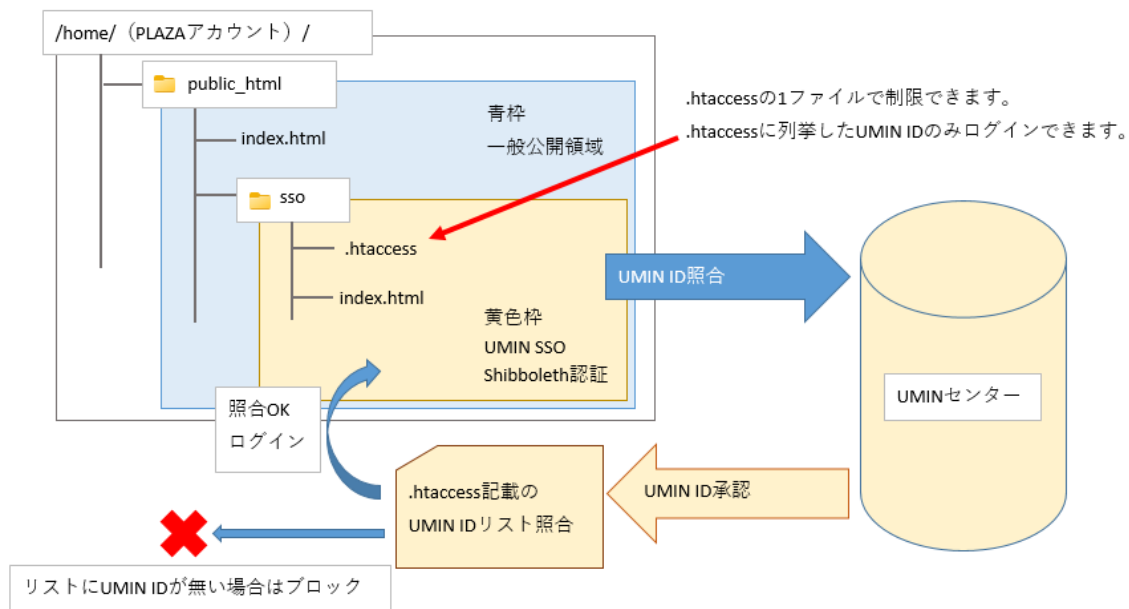 /home/（PLAZAアカウント）/
public_html
index.html
青枠
一般公開領域
.htaccessの1ファイルで制限できます。
.htaccessに列挙したUMIN IDのみログインできます。
sso
.htaccess
index.html
黄色枠
UMIN SSO
Shibboleth認証
UMIN ID照合
UMINセンター
照合OK
ログイン
.htaccess記載の
UMIN IDリスト照合
UMIN ID承認
リストにUMIN IDが無い場合はブロック